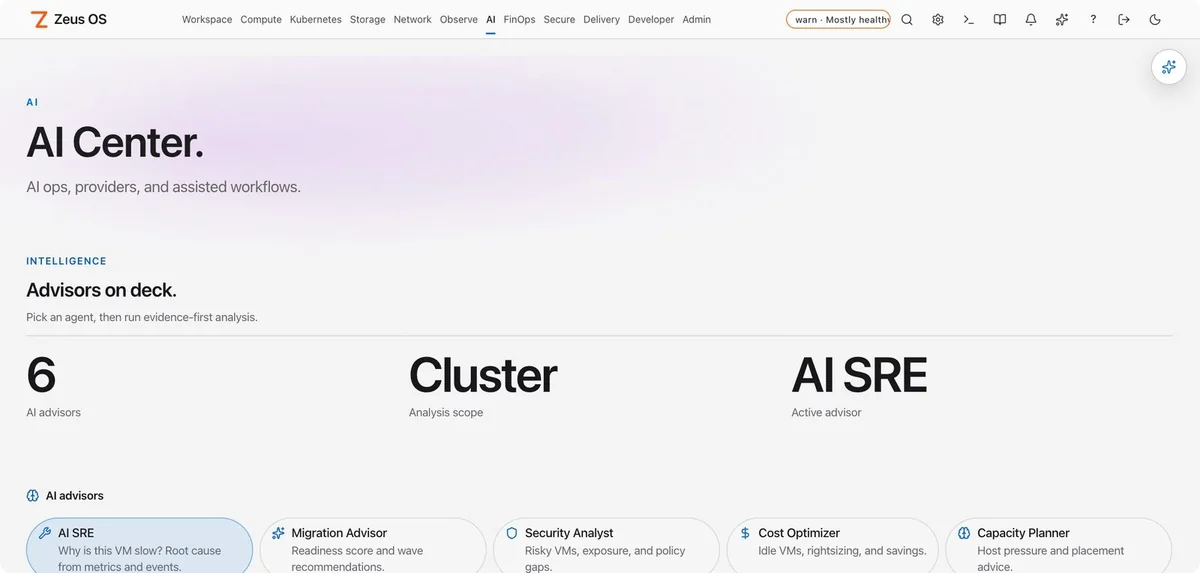 Zeus OS
Workspace Compute Kubernetes Storage Network Observe AI FinOps Secure Delivery Developer Admin
warn · Mostly healthy
?
AI
AI Center.
AI ops, providers, and assisted workflows.
INTELLIGENCE
Advisors on deck.
Pick an agent, then run evidence-first analysis.
6
AI advisors
Cluster
Analysis scope
AI SRE
Active advisor
AI advisors
AI SRE
Why is this VM slow? Root cause
from metrics and events.
Migration Advisor
Readiness score and wave
recommendations.
Security Analyst
Risky VMs, exposure, and policy
gaps.
Cost Optimizer
Idle VMs, rightsizing, and savings.
Capacity Planner
Host pressure and placement
advice.